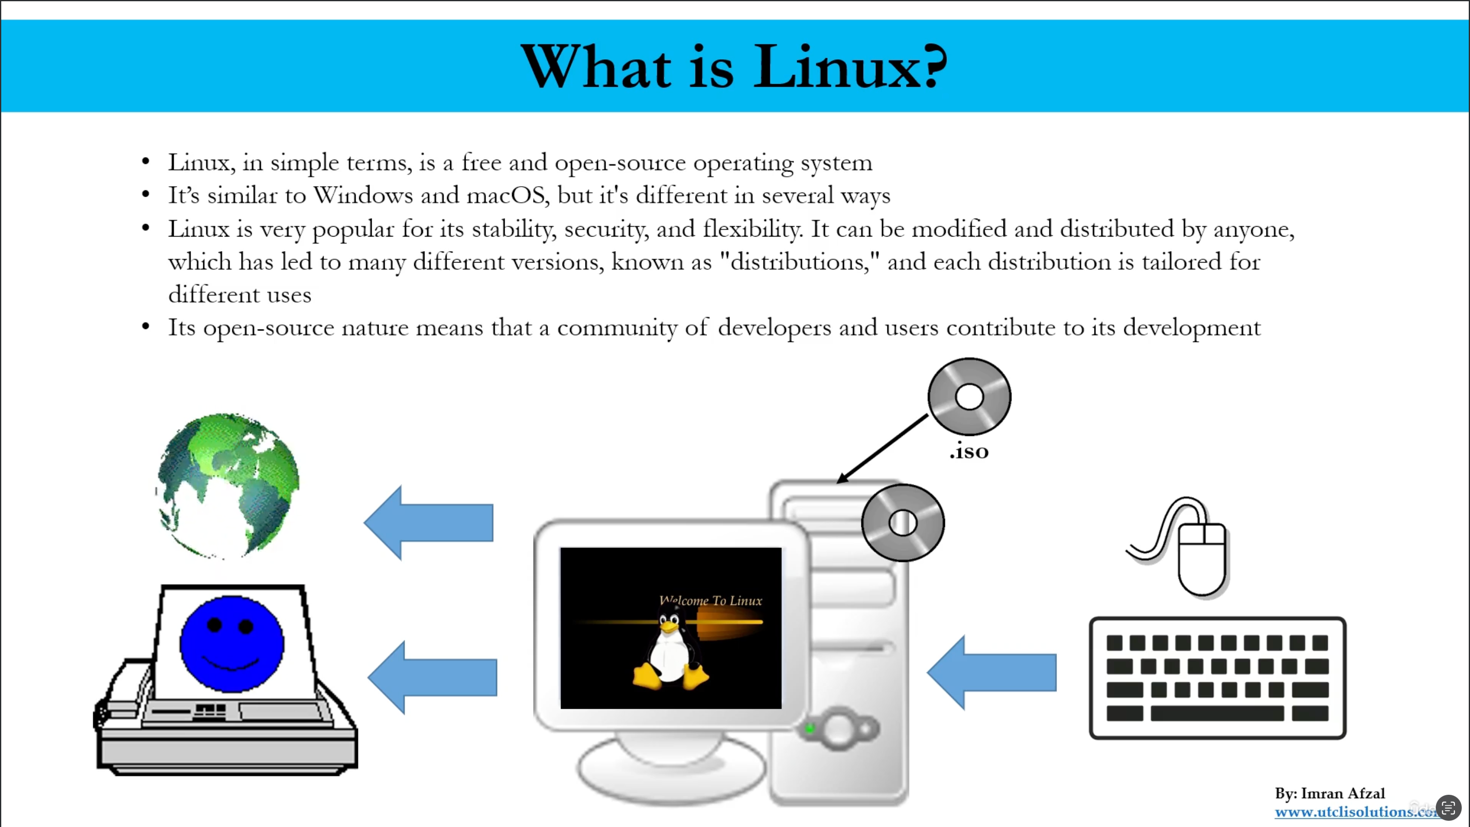 What is Linux?
• Linux, in simple terms, is a free and open-source operating system
• It’s similar to Windows and macOS, but it's different in several ways
• Linux is very popular for its stability, security, and flexibility. It can be modified and distributed by anyone,
which has led to many different versions, known as "distributions," and each distribution is tailored for
different uses
• Its open-source nature means that a community of developers and users contribute to its development
.iso
Welcome To Linux
By: Imran Afzal